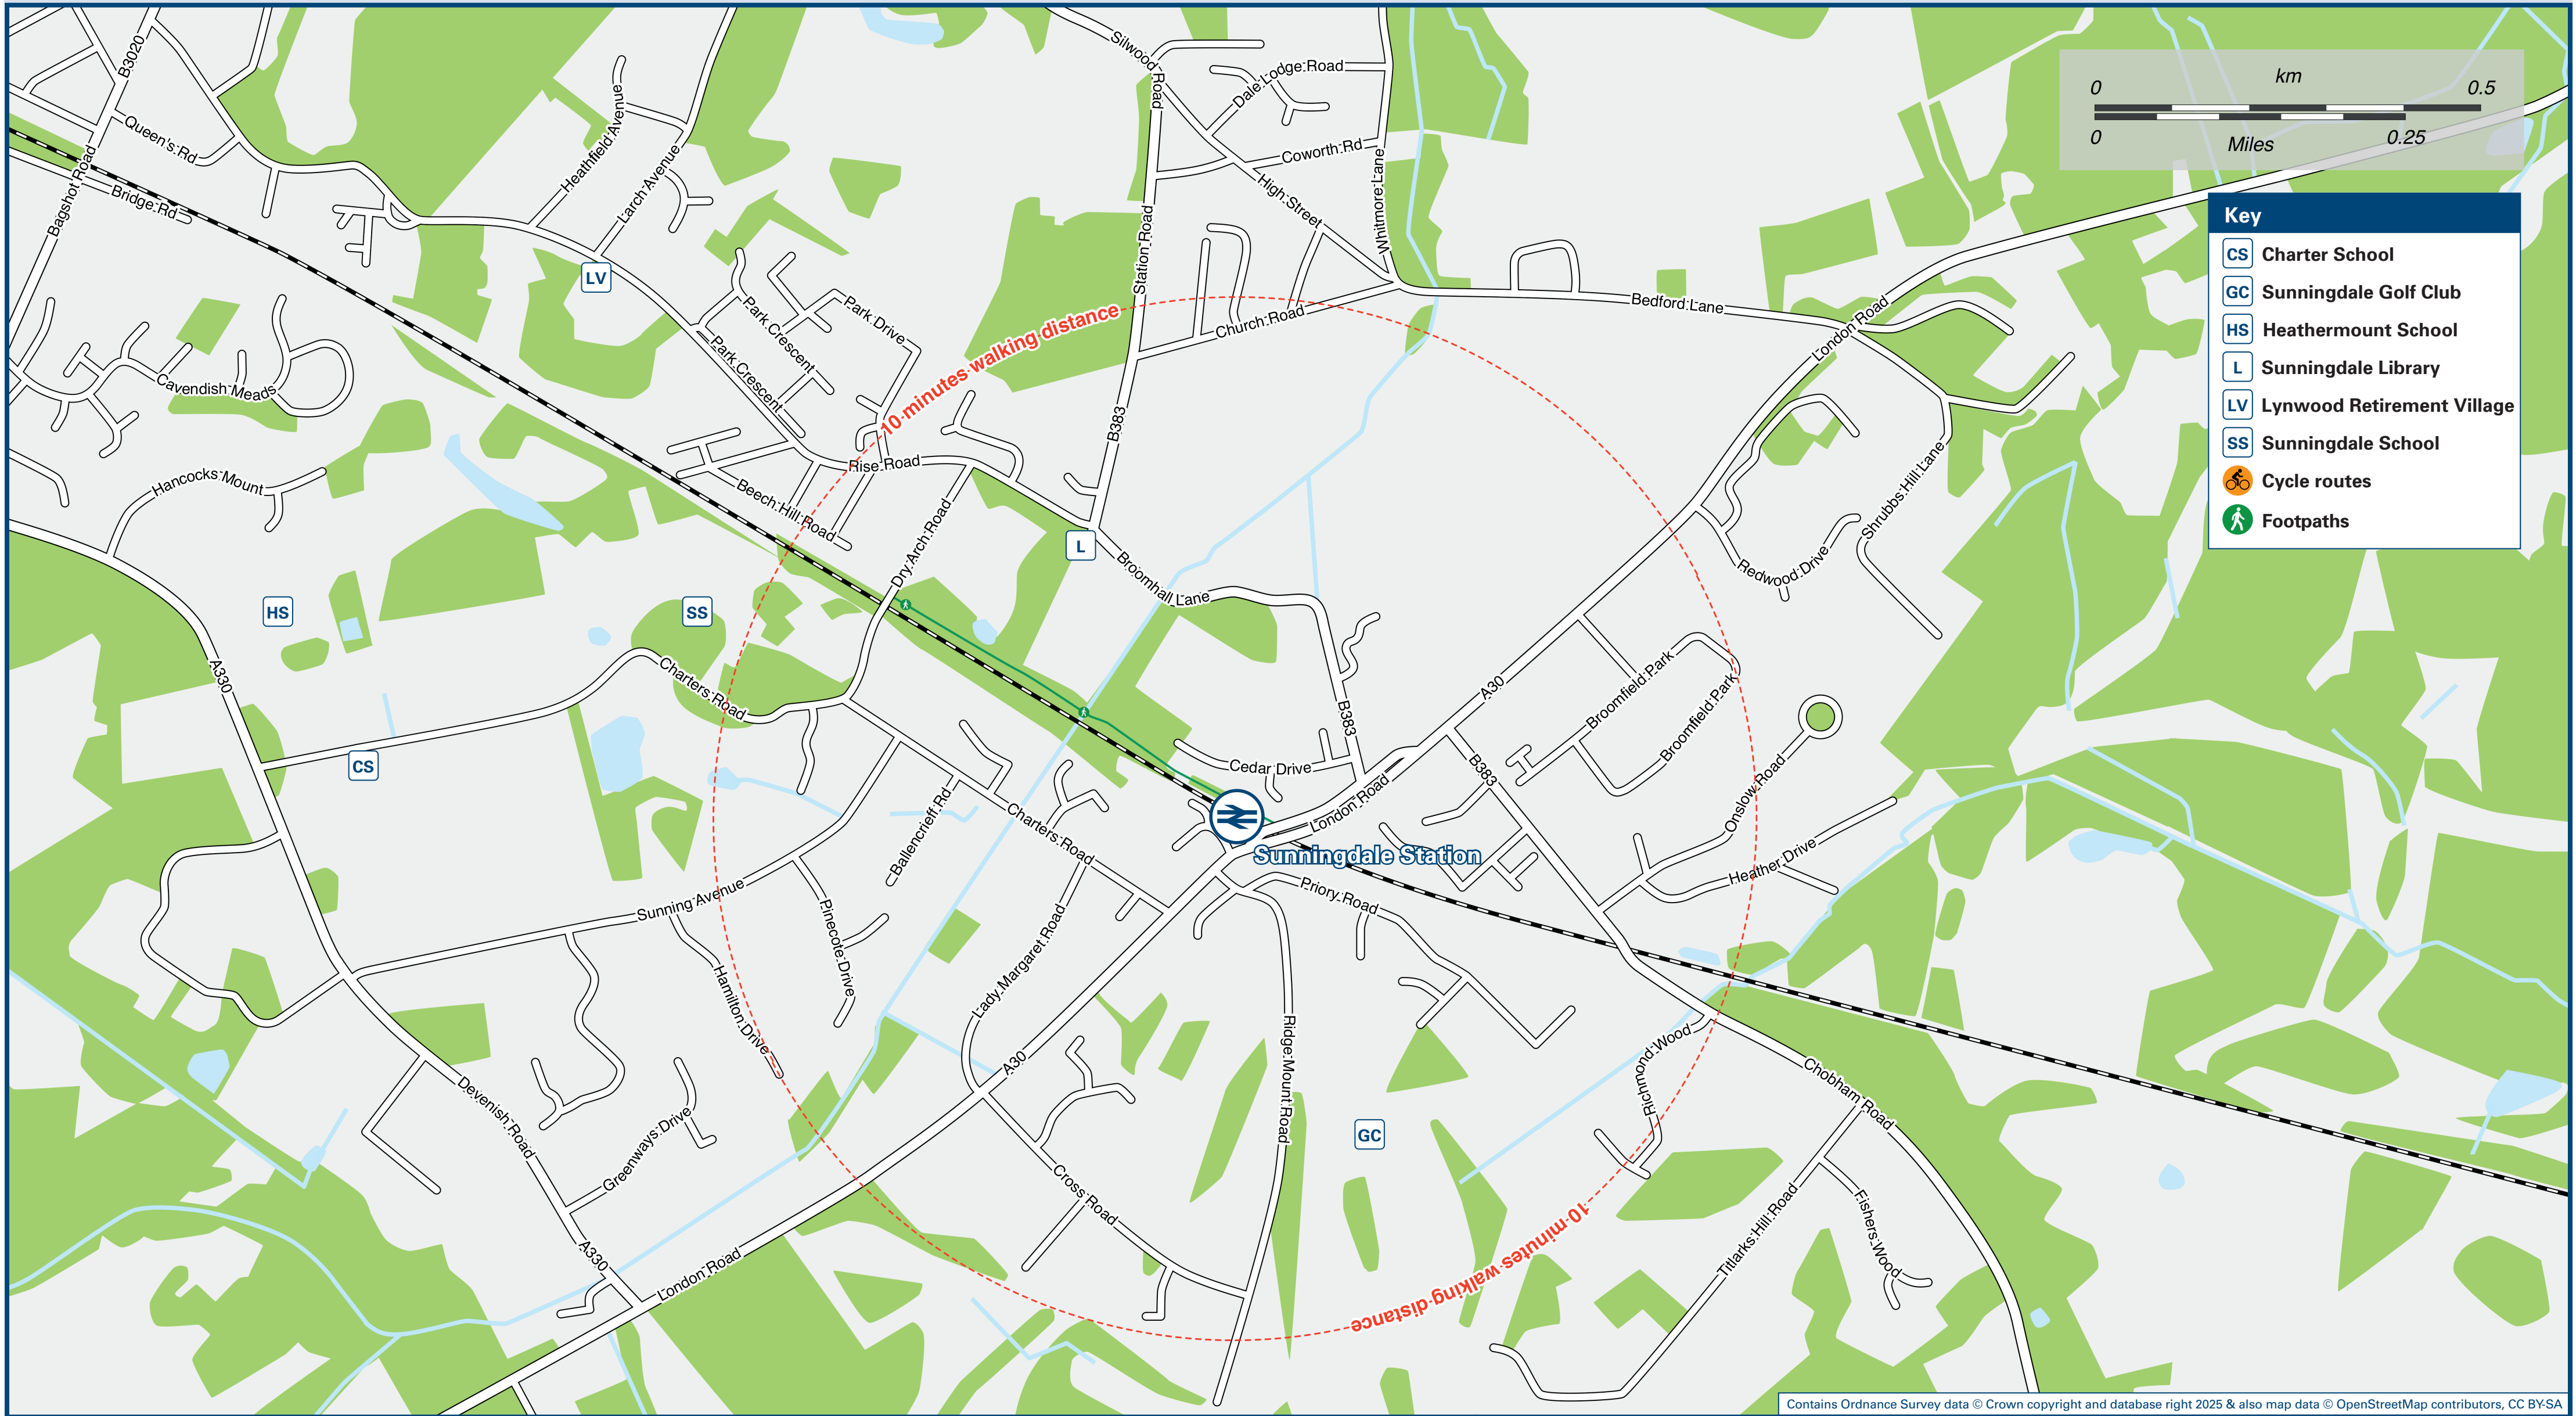 Silwood Road
B3020
Dale Lodge Road
km
0
0.5
0
0.25
Miles
Queen's Rd
Heathfield Avenue
Coworth Rd
Larch Avenue
Bagshot Road
Bridge Rd
High Street
Whitmore Lane
Key
CS Charter School
GC Sunningdale Golf Club
HS Heathermount School
L Sunningdale Library
LV Lynwood Retirement Village
SS Sunningdale School
Cycle routes
Footpaths
Station Road
LV
Park Crescent
Park Drive
10 minutes walking distance
Church Road
Bedford Lane
London Road
Park Crescent
Cavendish Meads
B383
Rise Road
Hancocks Mount
Beech Hill Road
Dry Arch Road
L
Broomhall Lane
Shrubbs Hill Lane
Redwood Drive
HS
SS
A330
Charters Road
A30
Broomfield Park
Broomfield Park
B383
CS
Cedar Drive
B383
London Road
Onslow Road
Sunningdale Station
Ballencrieff Rd
Charters Road
Heather Drive
Sunning Avenue
Priory Road
Pinecote Drive
Lady Margaret Road
Hamilton Drive
A30
Ridge Mount Road
Richmond Wood
Chobham Road
Devenish Road
Greenways Drive
GC
Cross Road
Titlarks Hill Road
Fishers Wood
A330
London Road
10 minutes walking distance
Contains Ordnance Survey data © Crown copyright and database right 2025 & also map data © OpenStreetMap contributors, CC BY-SA